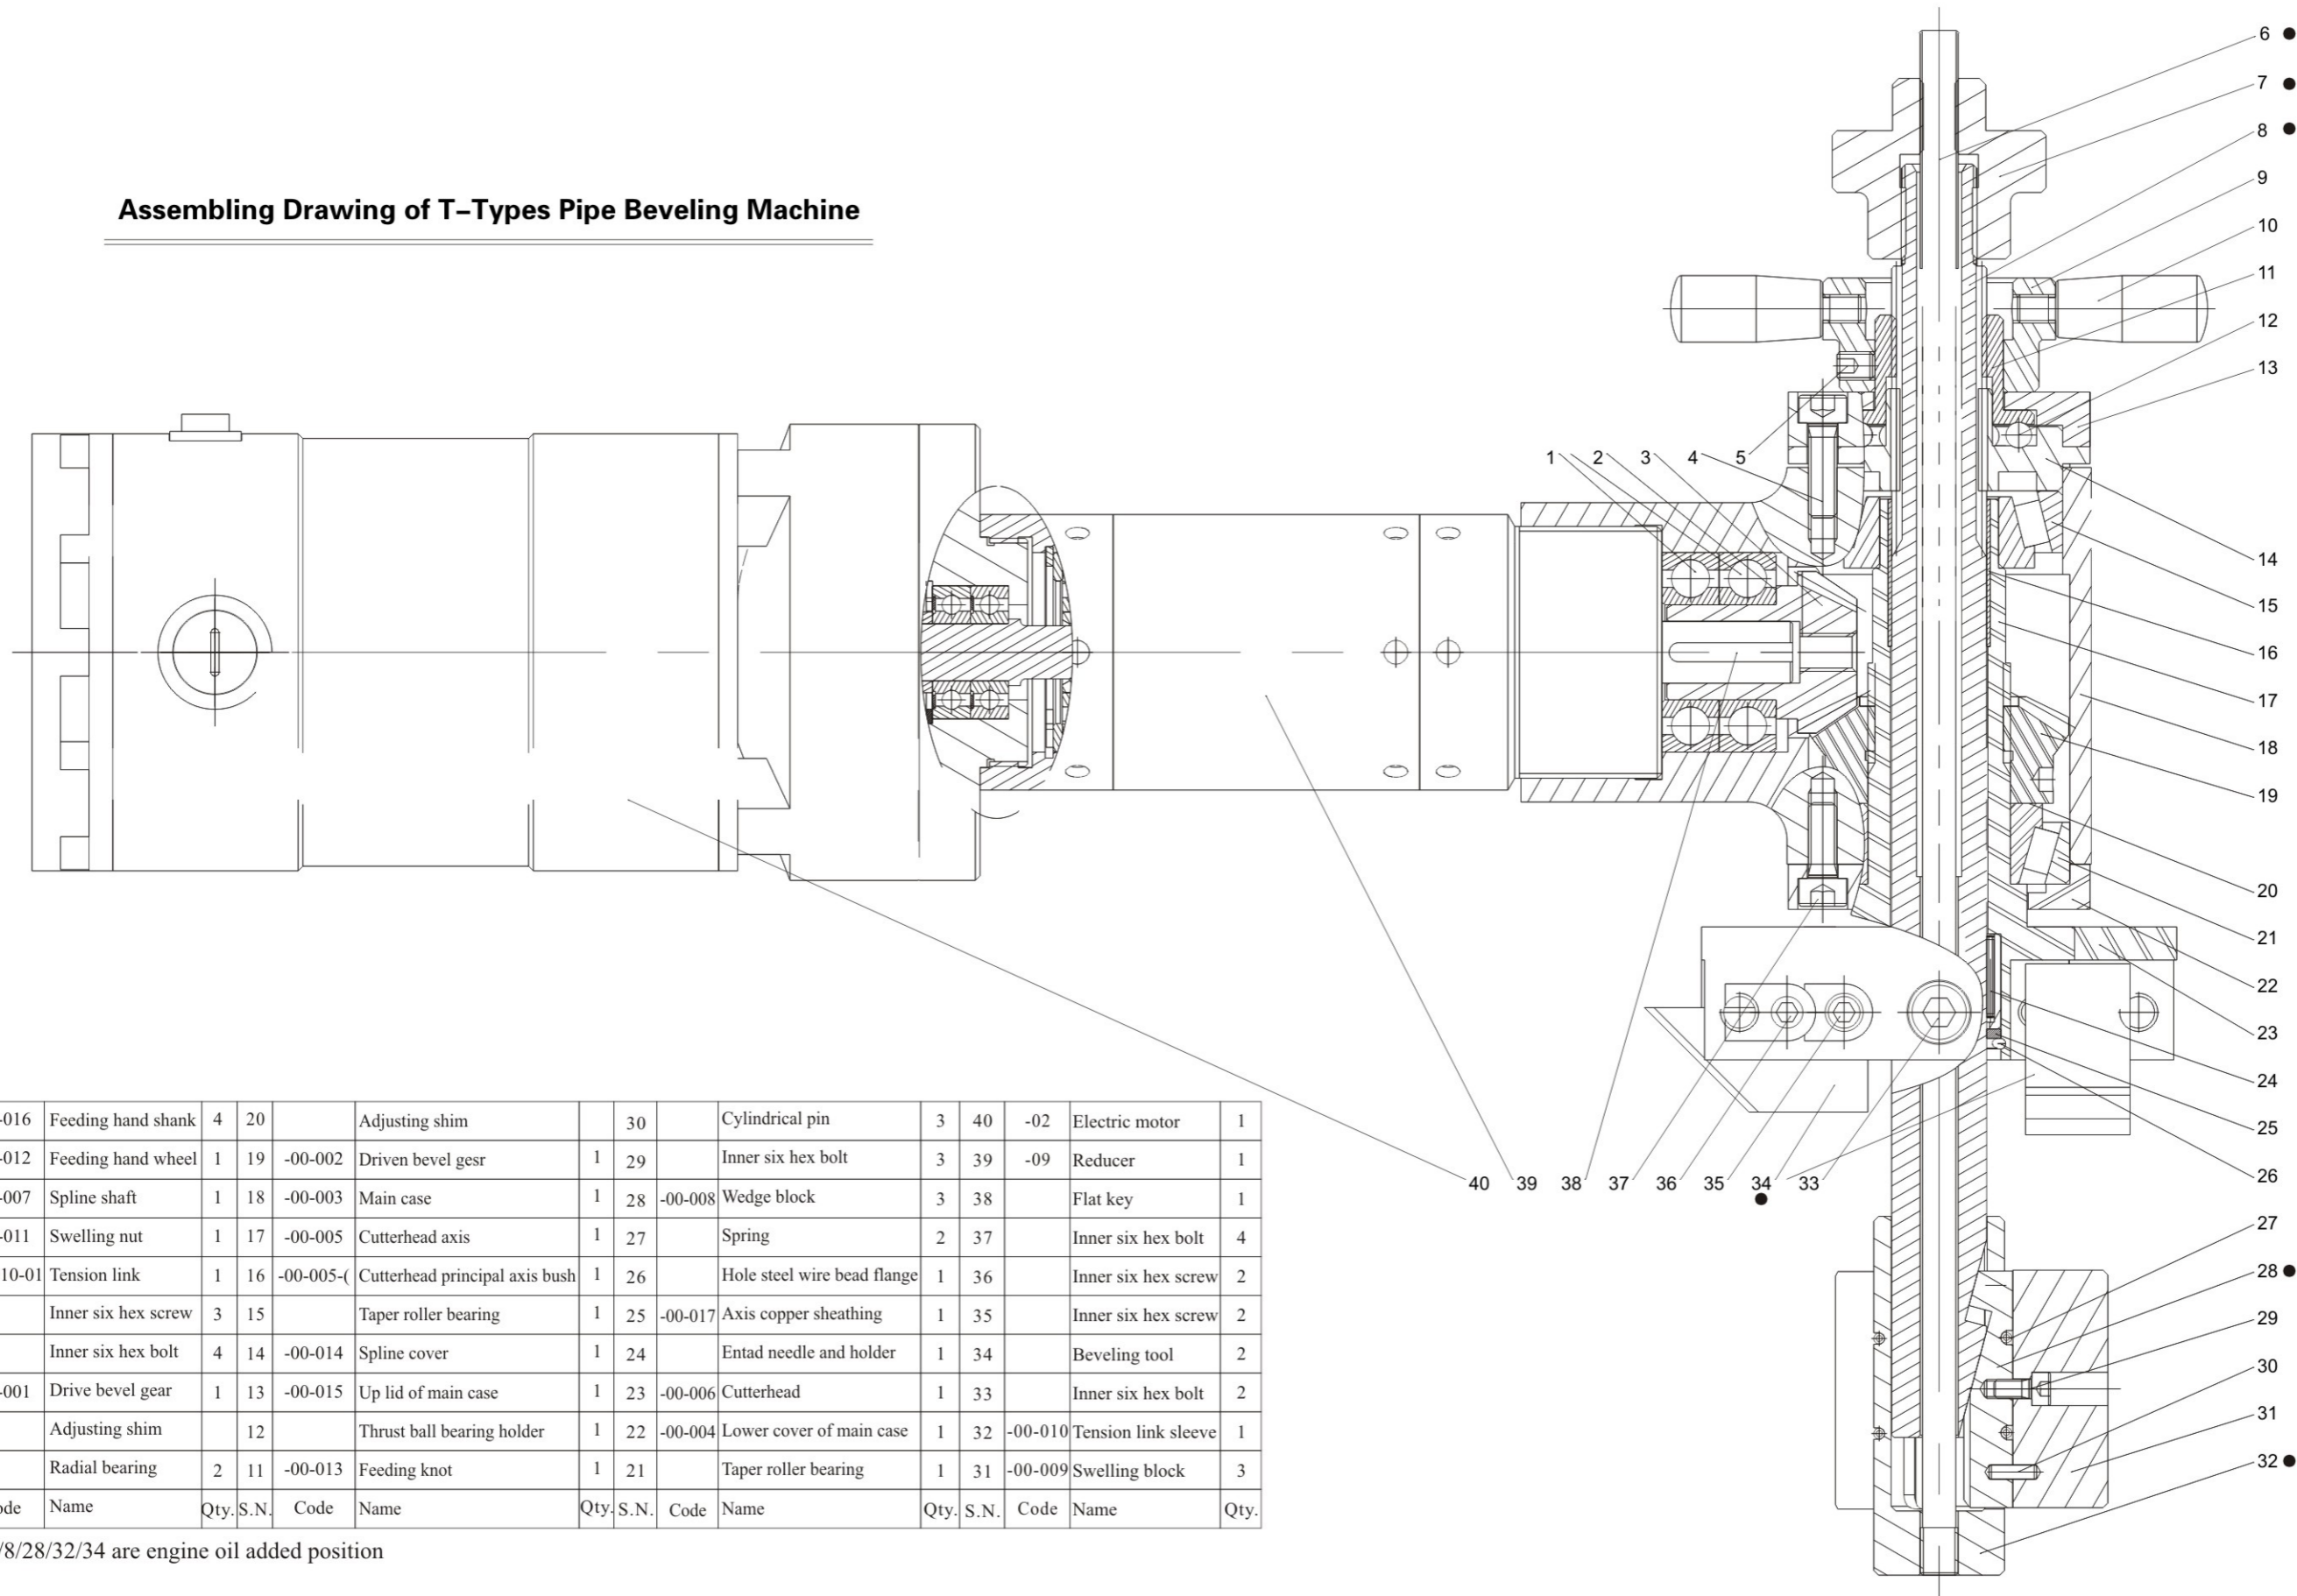 Assembling Drawing of T–Types Pipe Beveling Machine
6 ●
7 ●
8 ●
9
10
11
12
13
1 2 3 4 5
14
15
16
17
18
19
20
21
22
23
24
25
26
40 39 38 37 36 35 34 33
●
27
28 ●
29
30
31
32 ●
-016 Feeding hand shank 4 20 Adjusting shim 30 Cylindrical pin 3 40 -02 Electric motor 1
-012 Feeding hand wheel 1 19 -00-002 Driven bevel gesr 1 29 Inner six hex bolt 3 39 -09 Reducer 1
-007 Spline shaft 1 18 -00-003 Main case 1 28 -00-008 Wedge block 3 38 Flat key 1
-011 Swelling nut 1 17 -00-005 Cutterhead axis 1 27 Spring 2 37 Inner six hex bolt 4
10-01 Tension link 1 16 -00-005-( Cutterhead principal axis bush 1 26 Hole steel wire bead flange 1 36 Inner six hex screw 2
Inner six hex screw 3 15 Taper roller bearing 1 25 -00-017 Axis copper sheathing 1 35 Inner six hex screw 2
Inner six hex bolt 4 14 -00-014 Spline cover 1 24 Entad needle and holder 1 34 Beveling tool 2
-001 Drive bevel gear 1 13 -00-015 Up lid of main case 1 23 -00-006 Cutterhead 1 33 Inner six hex bolt 2
Adjusting shim 12 Thrust ball bearing holder 1 22 -00-004 Lower cover of main case 1 32 -00-010 Tension link sleeve 1
Radial bearing 2 11 -00-013 Feeding knot 1 21 Taper roller bearing 1 31 -00-009 Swelling block 3
ode Name Qty. S.N. Code Name Qty. S.N. Code Name Qty. S.N. Code Name Qty.
/8/28/32/34 are engine oil added position